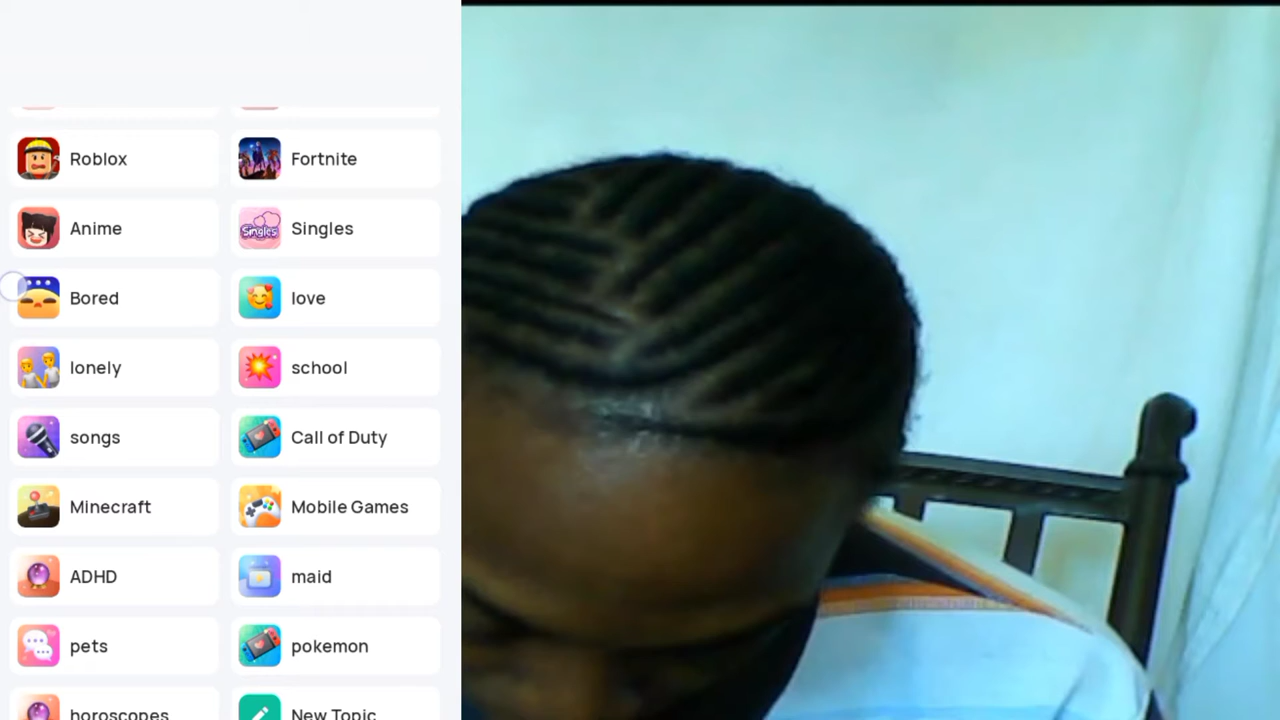 Roblox
Fortnite
Anime
Singles
Singles
Bored
love
lonely
school
songs
Call of Duty
Minecraft
Mobile Games
ADHD
maid
pets
pokemon
horoscopes
New Topic